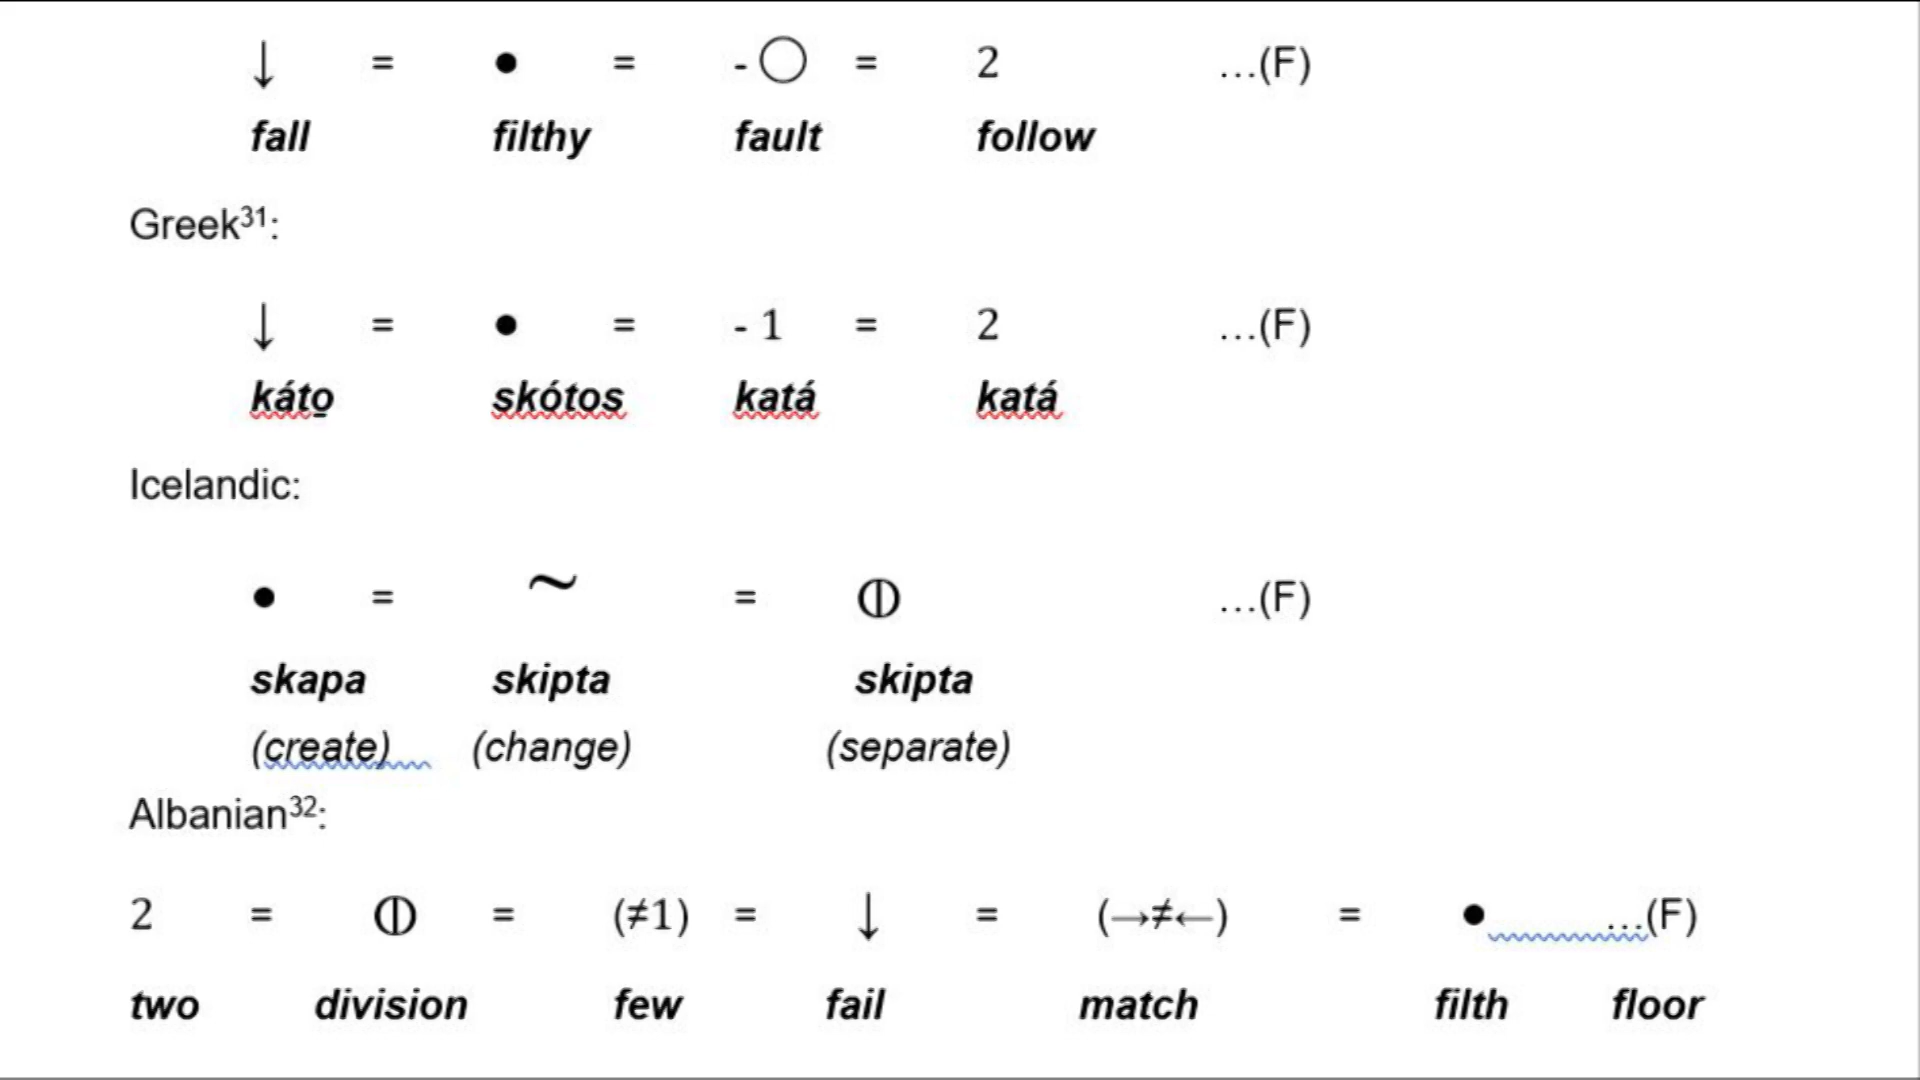 ↓ = ● = - ○ = 2 ...(F)
fall filthy fault follow
Greek³¹:
↓ = ● = - 1 = 2 ...(F)
káto̱ skótos katá katá
Icelandic:
● = ~ = ⦶ ...(F)
skapa skipta skipta
(create) (change) (separate)
Albanian³²:
2 = ⦶ = (≠1) = ↓ = (→≠←) = ● ...(F)
two division few fail match filth floor